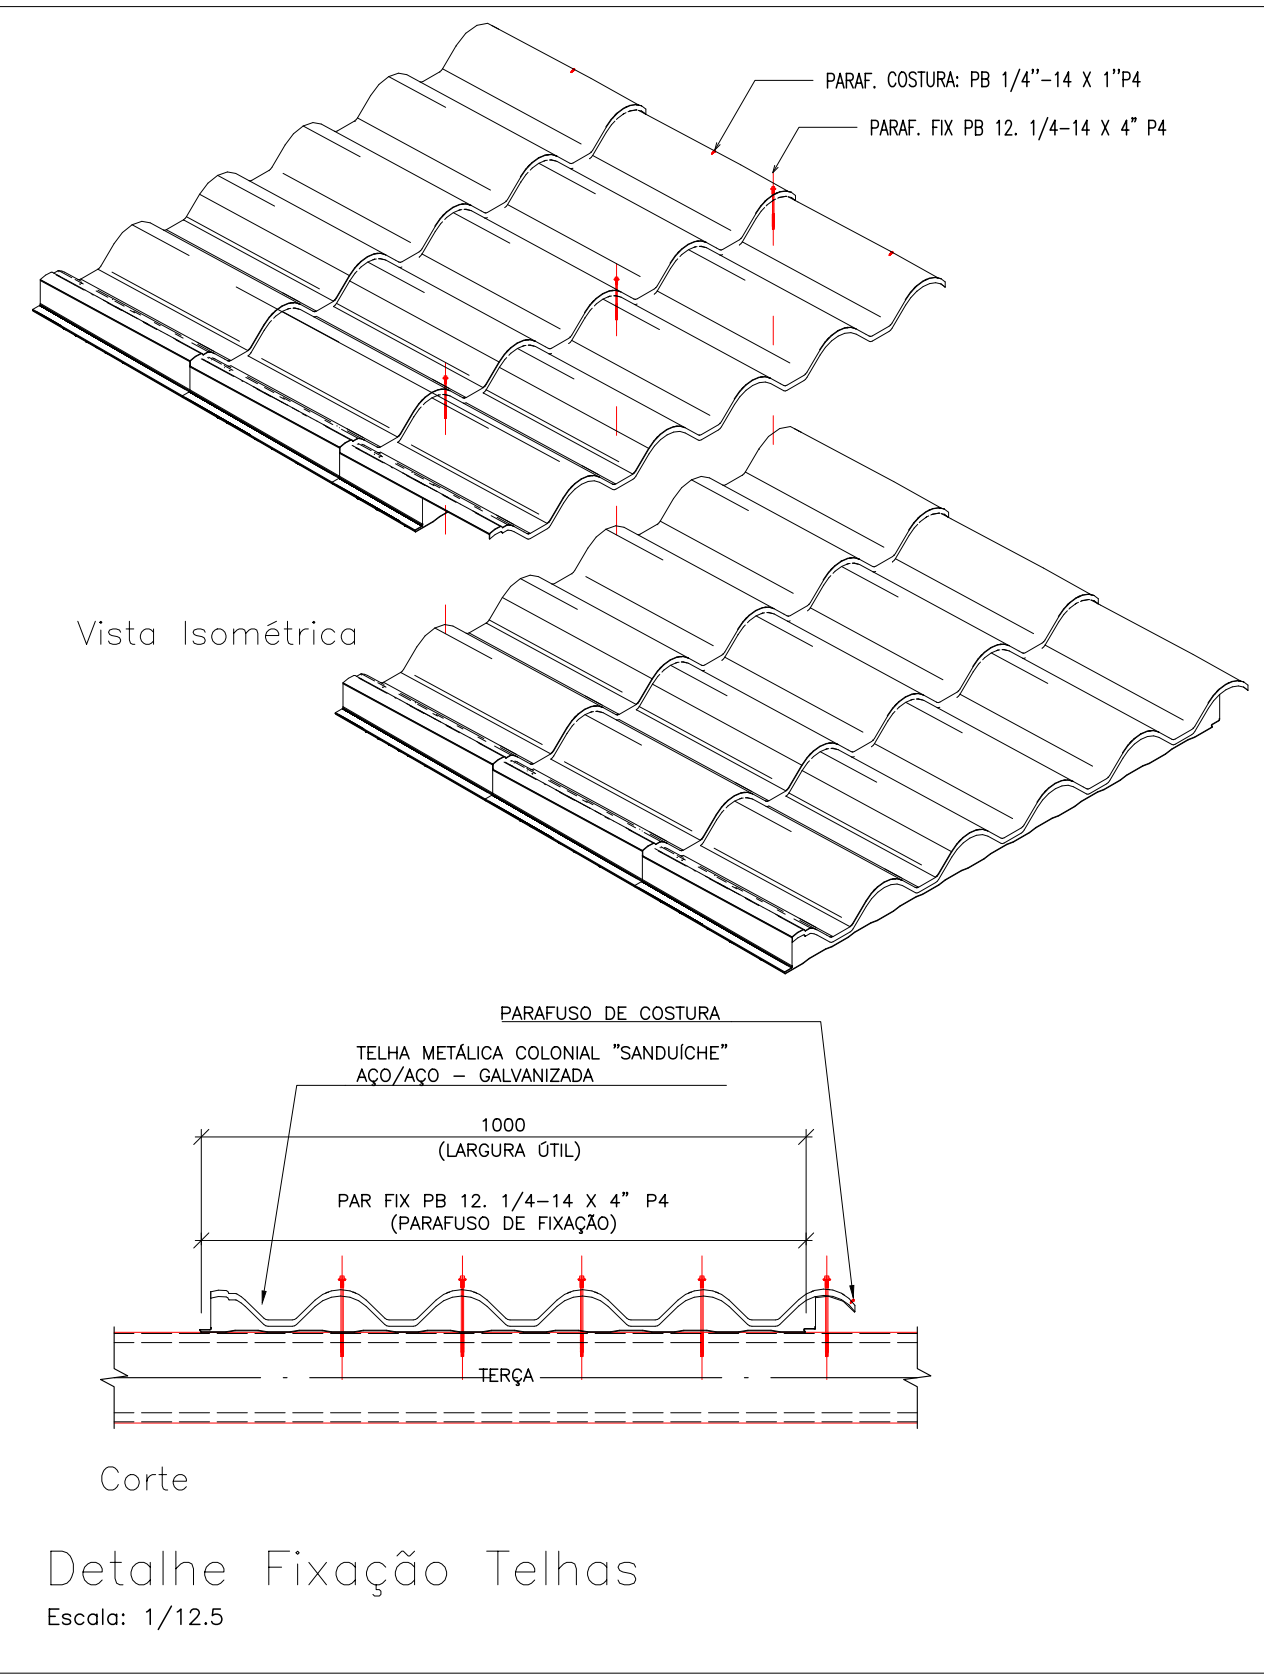 PARAF. COSTURA: PB 1/4''-14 X 1''P4
PARAF. FIX PB 12. 1/4-14 X 4" P4
Vista Isométrica
PARAFUSO DE COSTURA
TELHA METÁLICA COLONIAL "SANDUÍCHE"
AÇO/AÇO - GALVANIZADA
1000
(LARGURA ÚTIL)
PAR FIX PB 12. 1/4-14 X 4" P4
(PARAFUSO DE FIXAÇÃO)
TERÇA
Corte
Detalhe Fixação Telhas
Escala: 1/12.5